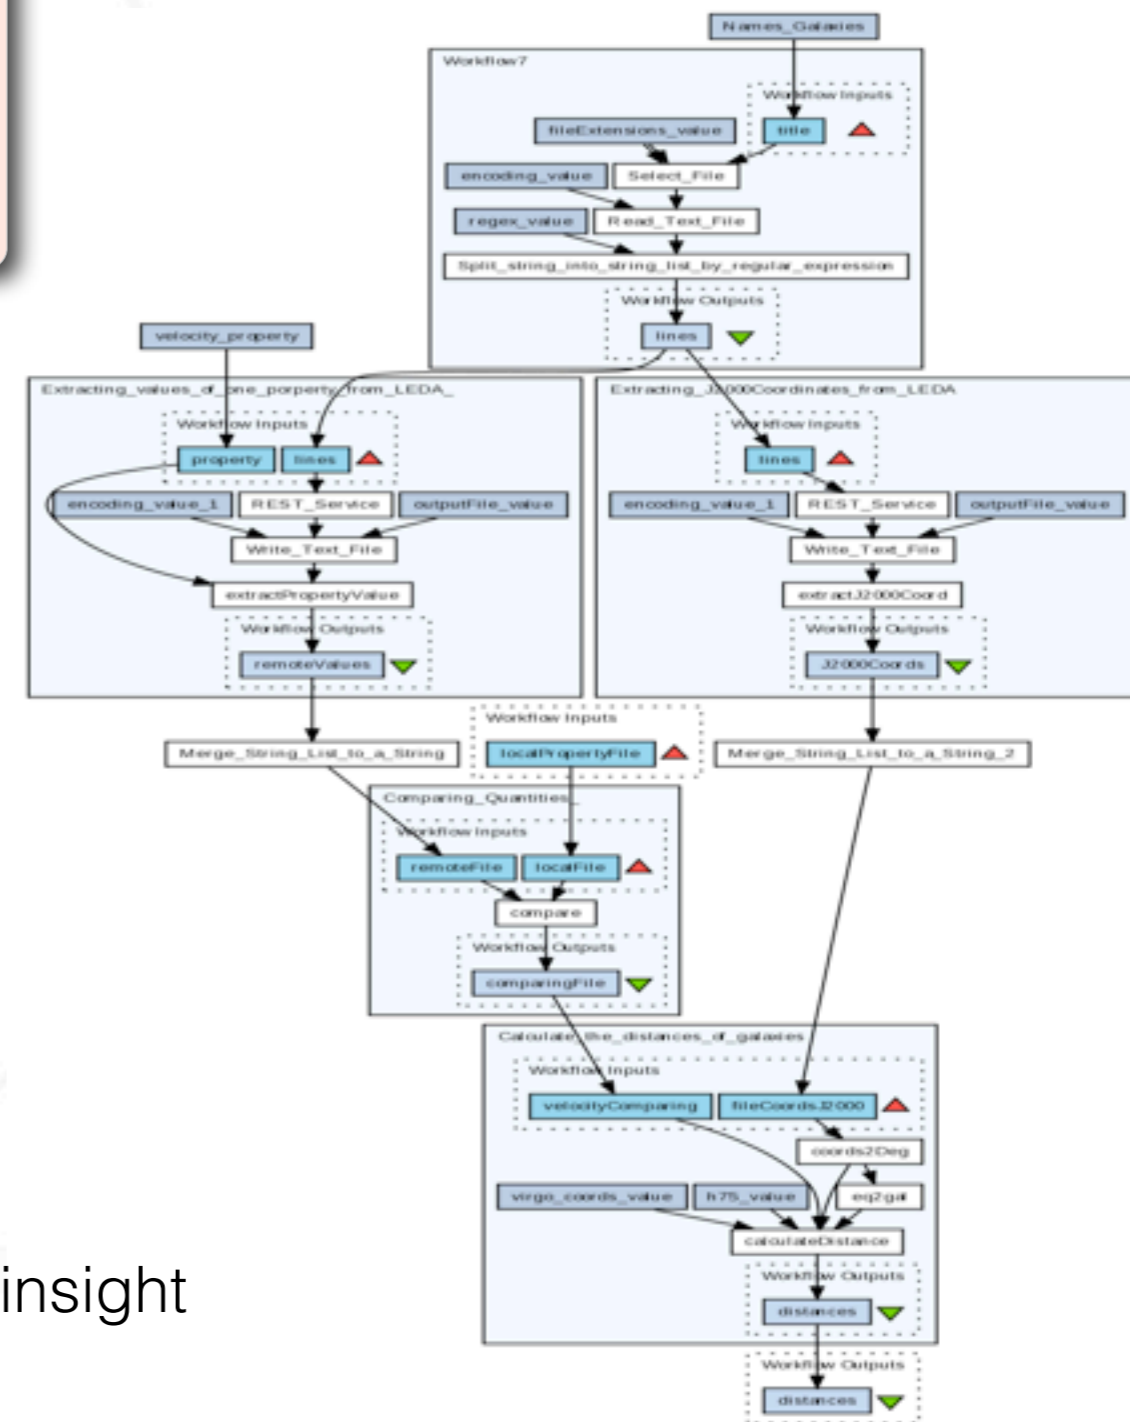 Names_Galaxies
Workflow7
Workflow Inputs
fileExtensions_value
title
encoding_value
Select_File
regex_value
Read_Text_File
Split_string_into_string_list_by_regular_expression
Workflow Outputs
lines
velocity_property
Extracting_values_of_one_porperty_from_LEDA_
Workflow Inputs
property
lines
encoding_value_1
REST_Service
outputFile_value
Write_Text_File
extractPropertyValue
Workflow Outputs
remoteValues
Extracting_J2000Coordinates_from_LEDA
Workflow Inputs
lines
encoding_value_1
REST_Service
outputFile_value
Write_Text_File
extractJ2000Coord
Workflow Outputs
J2000Coords
Merge_String_List_to_a_String
Workflow Inputs
localPropertyFile
Merge_String_List_to_a_String_2
Comparing_Quantities_
Workflow Inputs
remoteFile
localFile
compare
Workflow Outputs
comparingFile
Calculate_the_distances_of_galaxies
Workflow Inputs
velocityComparing
fileCoordsJ2000
coords2Deg
virgo_coords_value
h75_value
eq2gal
calculateDistance
Workflow Outputs
distances
Workflow Outputs
distances
insight